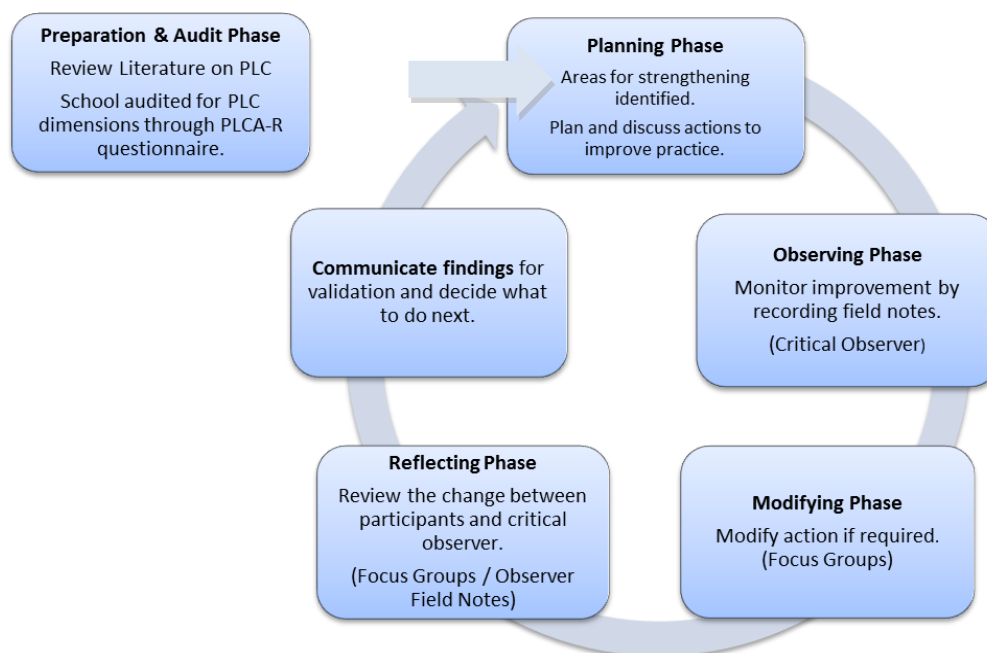 Preparation & Audit Phase
Review Literature on PLC
School audited for PLC
dimensions through PLCA-R
questionnaire.
Planning Phase
Areas for strengthening
identified.
Plan and discuss actions to
improve practice.
Observing Phase
Monitor improvement by
recording field notes.
(Critical Observer)
Modifying Phase
Modify action if required.
(Focus Groups)
Reflecting Phase
Review the change between
participants and critical
observer.
(Focus Groups / Observer
Field Notes)
Communicate findings for
validation and decide what
to do next.